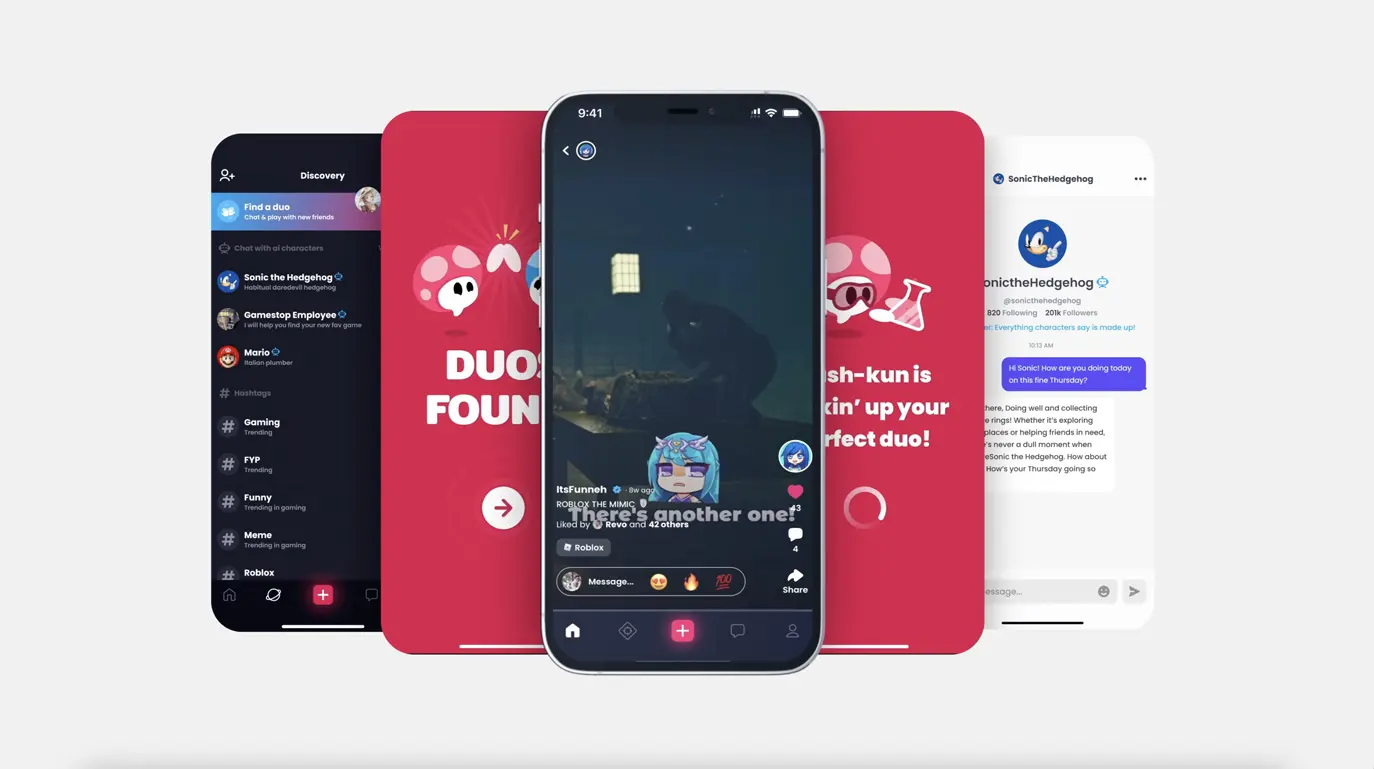 Discovery
Find a duo
Chat & play with new friends
Chat with ai characters
Sonic the Hedgehog
Habitual daredevil hedgehog
Gamestop Employee
I will help you find your new fav game
Mario
Italian plumber
# Hashtags
# Gaming
Trending
# FYP
Trending
# Funny
Trending in gaming
# Meme
Trending in gaming
# Roblox
DUOS
FOUN
9:41
ItsFunneh · 8w ago
ROBLOX THE MIMIC
There's another one!
Liked by Revo and 42 others
Roblox
Message... 100
43
4
Share
sh-kun is
kin' up your
rfect duo!
SonicTheHedgehog
onictheHedgehog
@sonicthehedgehog
820 Following 201k Followers
er: Everything characters say is made up!
10:12 AM
Hi Sonic! How are you doing today
on this fine Thursday?
here, Doing well and collecting
e rings! Whether it's exploring
places or helping friends in need,
e's never a dull moment when
eSonic the Hedgehog. How about
How's your Thursday going so
essage...